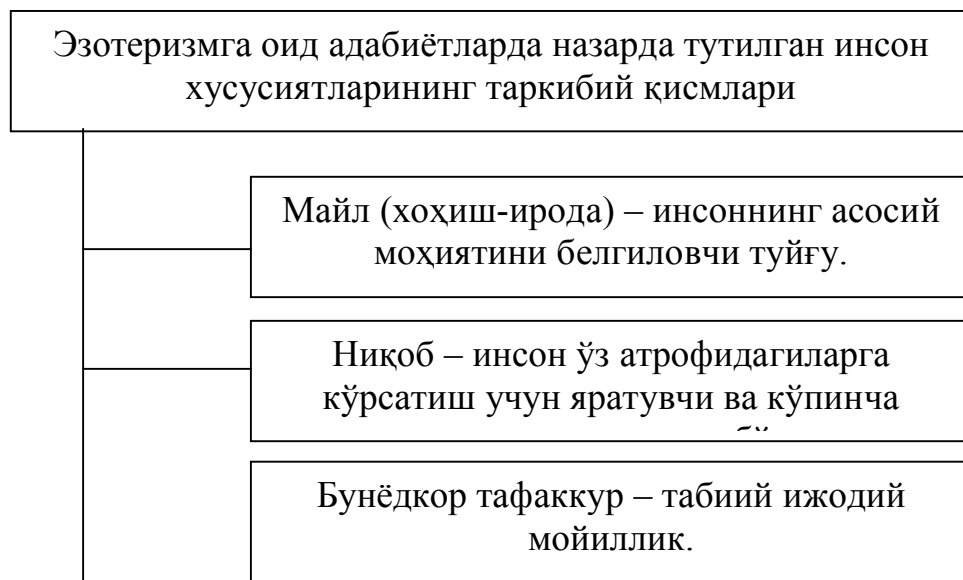 Эзотеризмга оид адабиётларда назарда тутилган инсон
хусусиятларининг таркибий қисмлари
Майл (хоҳиш-ирода) – инсоннинг асосий
моҳиятини белгиловчи туйғу.
Ниқоб – инсон ўз атрофидагиларга
кўрсатиш учун яратувчи ва кўпинча
Бунёдкор тафаккур – табиий ижодий
мойиллик.